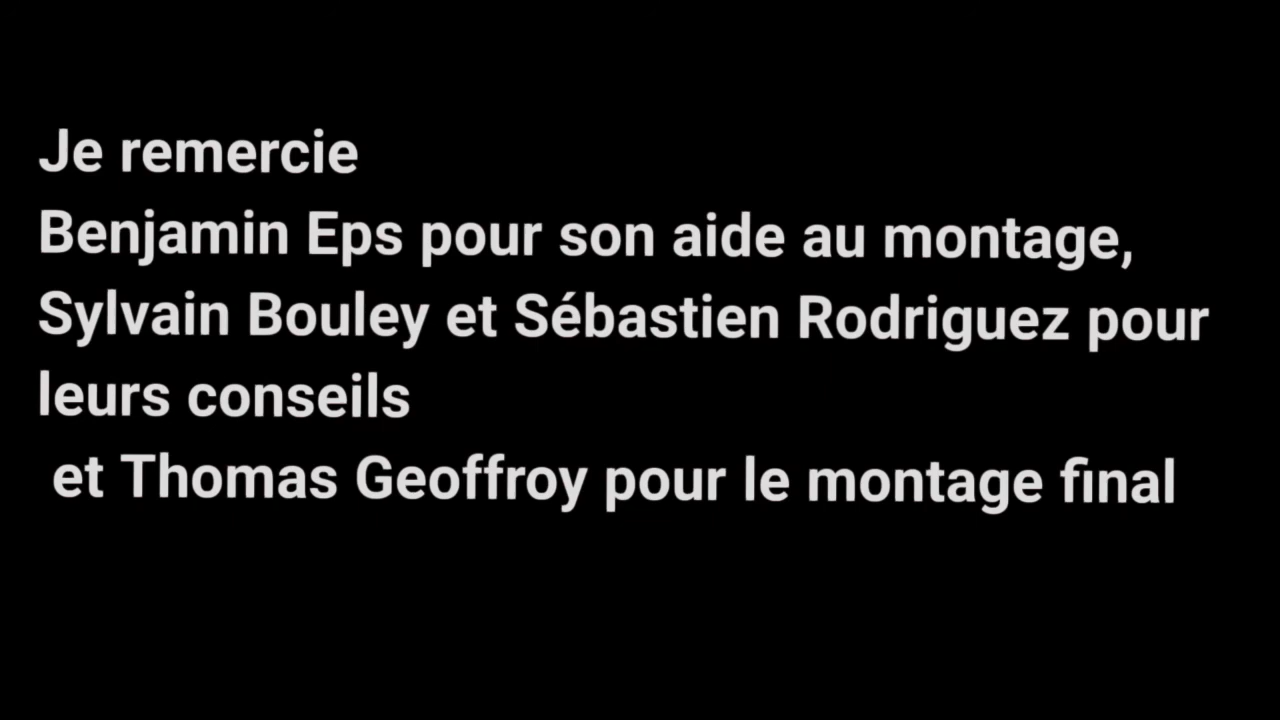 Je remercie
Benjamin Eps pour son aide au montage,
Sylvain Bouley et Sébastien Rodriguez pour
leurs conseils
et Thomas Geoffroy pour le montage final